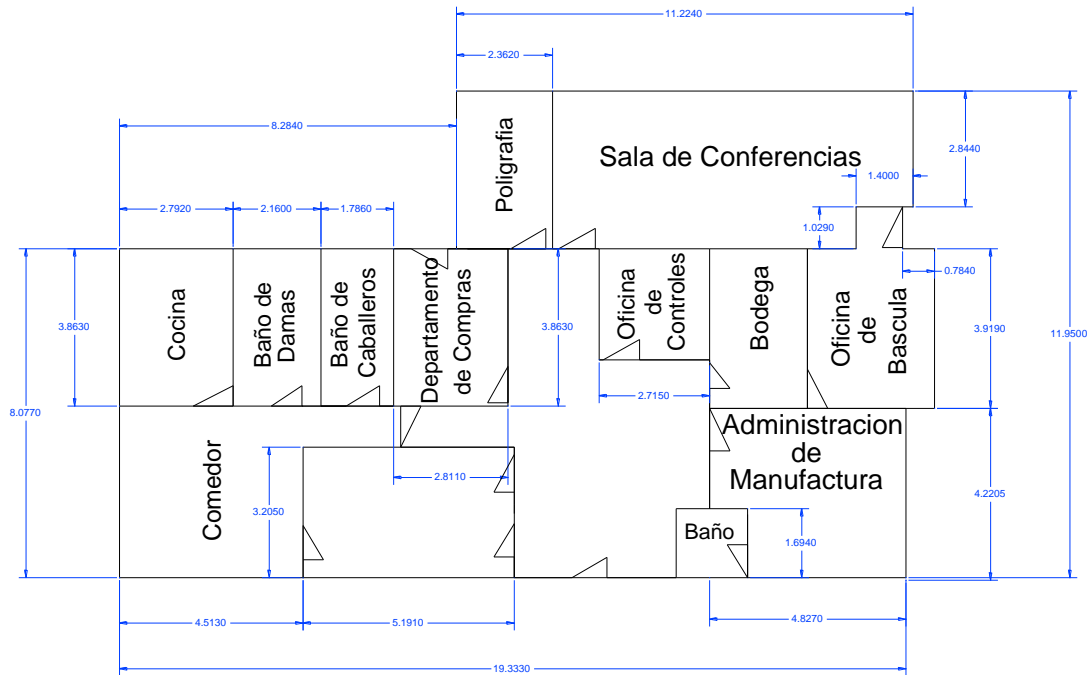 11.2240
2.3620
8.2840
Poligrafia
Sala de Conferencias
2.8440
1.4000
2.7920
2.1600
1.7860
1.0290
0.7840
3.8630
Cocina
Baño de
Damas
Baño de
Caballeros
Departamento
de Compras
3.8630
Oficina
de
Controles
Bodega
Oficina
de
Bascula
3.9190
11.9500
8.0770
2.7150
Comedor
3.2050
2.8110
Administracion
de
Manufactura
4.2205
Baño
1.6940
4.5130
5.1910
4.8270
19.3330